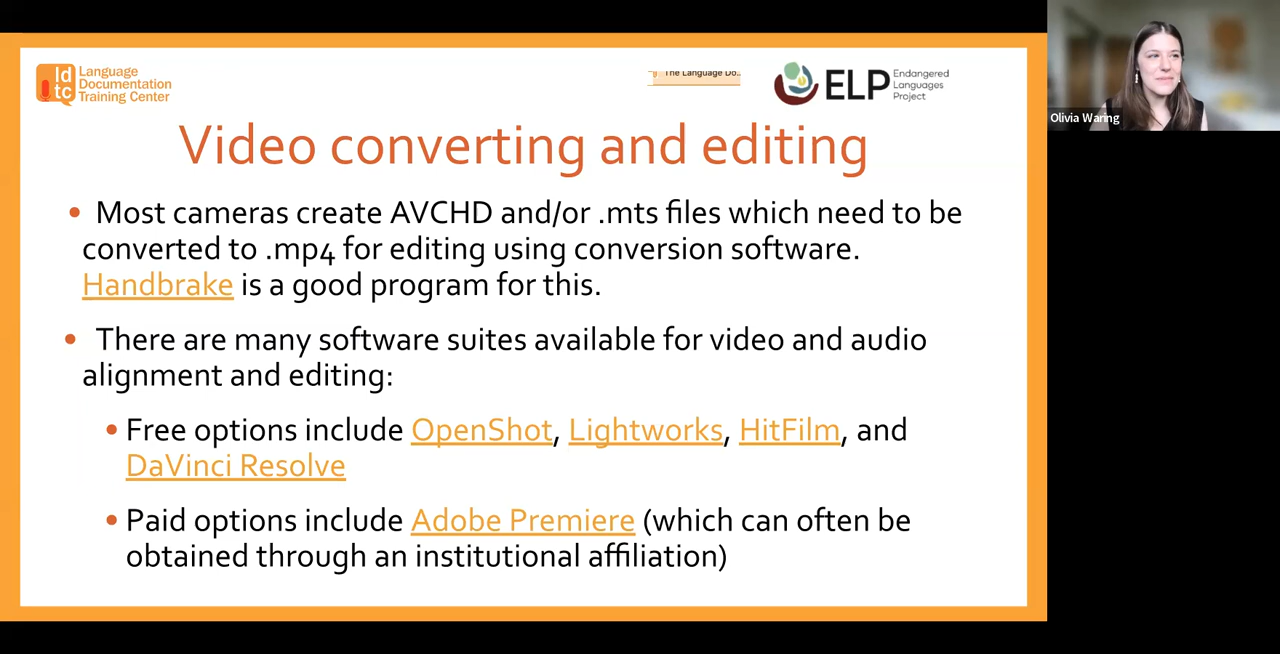 ld
tc
Language
Documentation
Training Center
The Language Do..
ELP
Endangered
Languages
Project
Olivia Waring
Video converting and editing
• Most cameras create AVCHD and/or .mts files which need to be
converted to .mp4 for editing using conversion software.
Handbrake is a good program for this.
• There are many software suites available for video and audio
alignment and editing:
• Free options include OpenShot, Lightworks, HitFilm, and
DaVinci Resolve
• Paid options include Adobe Premiere (which can often be
obtained through an institutional affiliation)